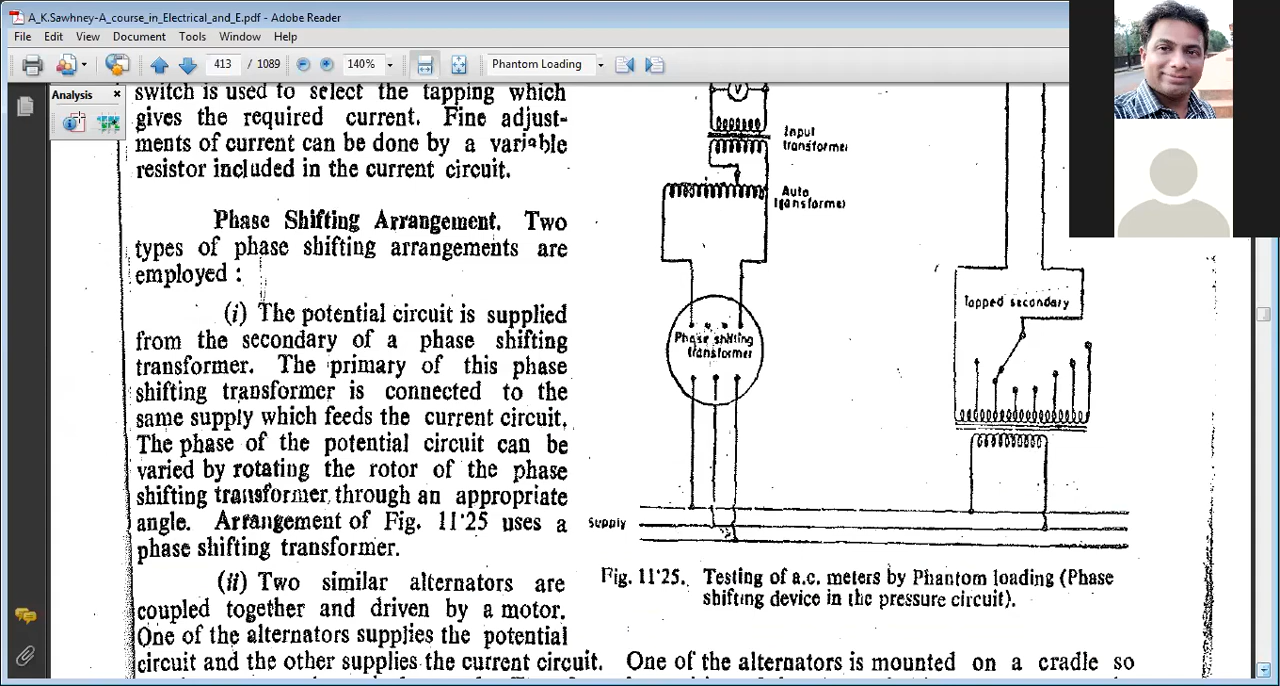 A_K.Sawhney-A_course_in_Electrical_and_E.pdf - Adobe Reader
File Edit View Document Tools Window Help
413 / 1089 140% Phantom Loading
Analysis
switch is used to select the tapping which
gives the required current. Fine adjust-
ments of current can be done by a variable
resistor included in the current circuit.
Phase Shifting Arrangement. Two
types of phase shifting arrangements are
employed :
(i) The potential circuit is supplied
from the secondary of a phase shifting
transformer. The primary of this phase
shifting transformer is connected to the
same supply which feeds the current circuit.
The phase of the potential circuit can be
varied by rotating the rotor of the phase
shifting transformer through an appropriate
angle. Arrangement of Fig. 11·25 uses a
phase shifting transformer.
(ii) Two similar alternators are
coupled together and driven by a motor.
One of the alternators supplies the potential
circuit and the other supplies the current circuit. One of the alternators is mounted on a cradle so
V
Input
transformer
Auto
transformer
Phase shifting
transformer
Tapped secondary
Supply
Fig. 11·25. Testing of a.c. meters by Phantom loading (Phase
shifting device in the pressure circuit).